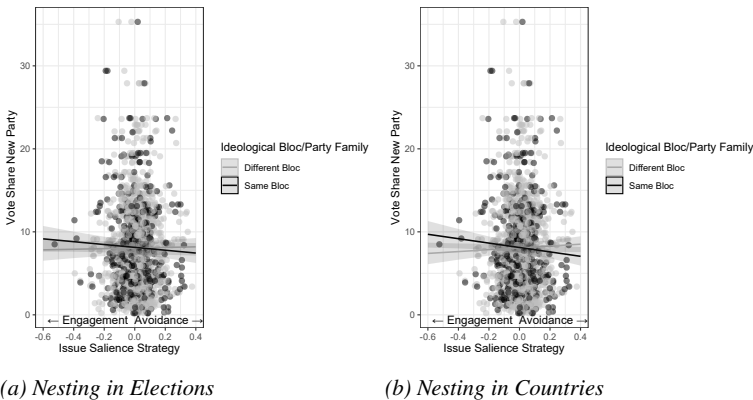 Vote Share New Party
30
20
10
0
-0.6 -0.4 -0.2 0.0 0.2 0.4
← Engagement Avoidance →
Issue Salience Strategy
Ideological Bloc/Party Family
Different Bloc
Same Bloc
(a) Nesting in Elections
Vote Share New Party
30
20
10
0
-0.6 -0.4 -0.2 0.0 0.2 0.4
← Engagement Avoidance →
Issue Salience Strategy
Ideological Bloc/Party Family
Different Bloc
Same Bloc
(b) Nesting in Countries